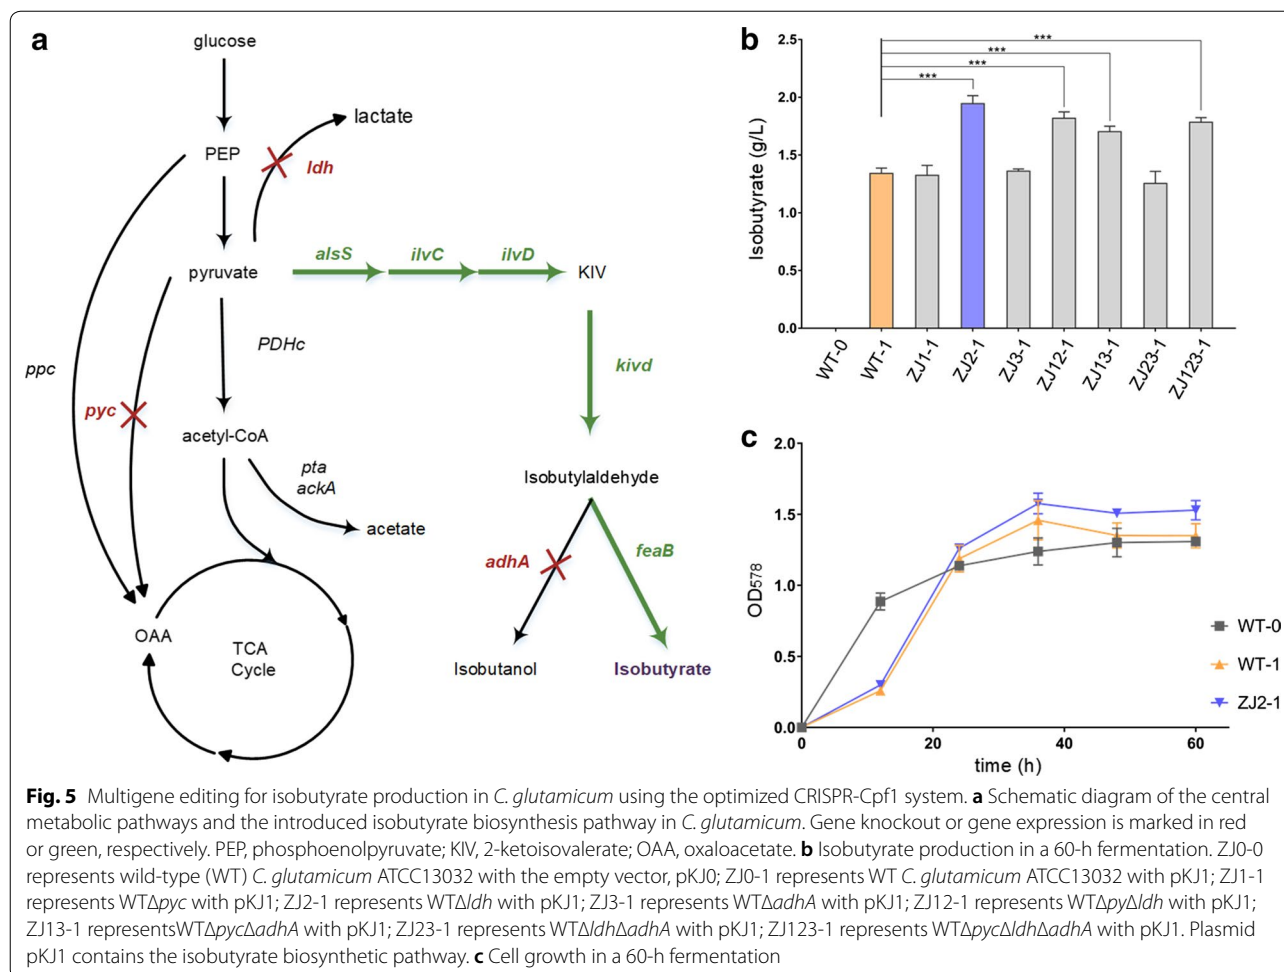 a
glucose
lactate
PEP
ldh
pyruvate
alsS
ilvC
ilvD
KIV
PDHc
ppc
kivd
pyc
acetyl-CoA
pta
ackA
Isobutylaldehyde
acetate
adhA
feaB
OAA
TCA
Cycle
Isobutanol
Isobutyrate
b
2.5
2.0
1.5
1.0
0.5
0.0
Isobutyrate (g/L)
***
***
***
***
WT-0
WT-1
ZJ1-1
ZJ2-1
ZJ3-1
ZJ12-1
ZJ13-1
ZJ23-1
ZJ123-1
c
2.0
1.5
1.0
0.5
0.0
OD578
0
20
40
60
time (h)
WT-0
WT-1
ZJ2-1
Fig. 5 Multigene editing for isobutyrate production in C. glutamicum using the optimized CRISPR-Cpf1 system. a Schematic diagram of the central
metabolic pathways and the introduced isobutyrate biosynthesis pathway in C. glutamicum. Gene knockout or gene expression is marked in red
or green, respectively. PEP, phosphoenolpyruvate; KIV, 2-ketoisovalerate; OAA, oxaloacetate. b Isobutyrate production in a 60-h fermentation. ZJ0-0
represents wild-type (WT) C. glutamicum ATCC13032 with the empty vector, pKJ0; ZJ0-1 represents WT C. glutamicum ATCC13032 with pKJ1; ZJ1-1
represents WTΔpyc with pKJ1; ZJ2-1 represents WTΔldh with pKJ1; ZJ3-1 represents WTΔadhA with pKJ1; ZJ12-1 represents WTΔpyΔldh with pKJ1;
ZJ13-1 representsWTΔpycΔadhA with pKJ1; ZJ23-1 represents WTΔldhΔadhA with pKJ1; ZJ123-1 represents WTΔpycΔldhΔadhA with pKJ1. Plasmid
pKJ1 contains the isobutyrate biosynthetic pathway. c Cell growth in a 60-h fermentation